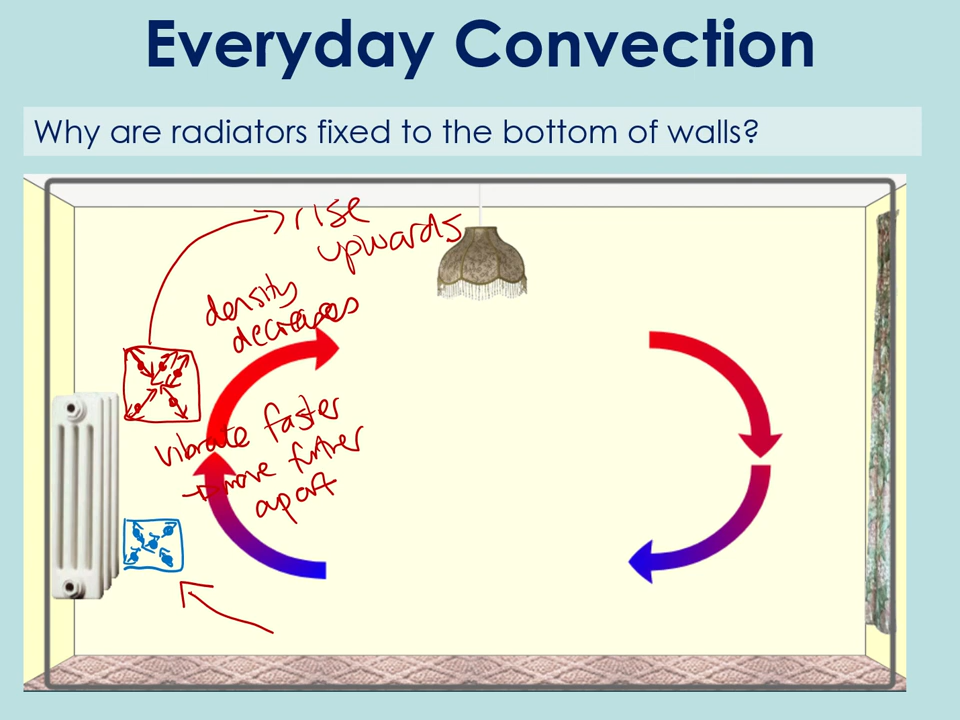 Everyday Convection
Why are radiators fixed to the bottom of walls?
rise
upwards
density
decreases
vibrate faster
→ move further
apart